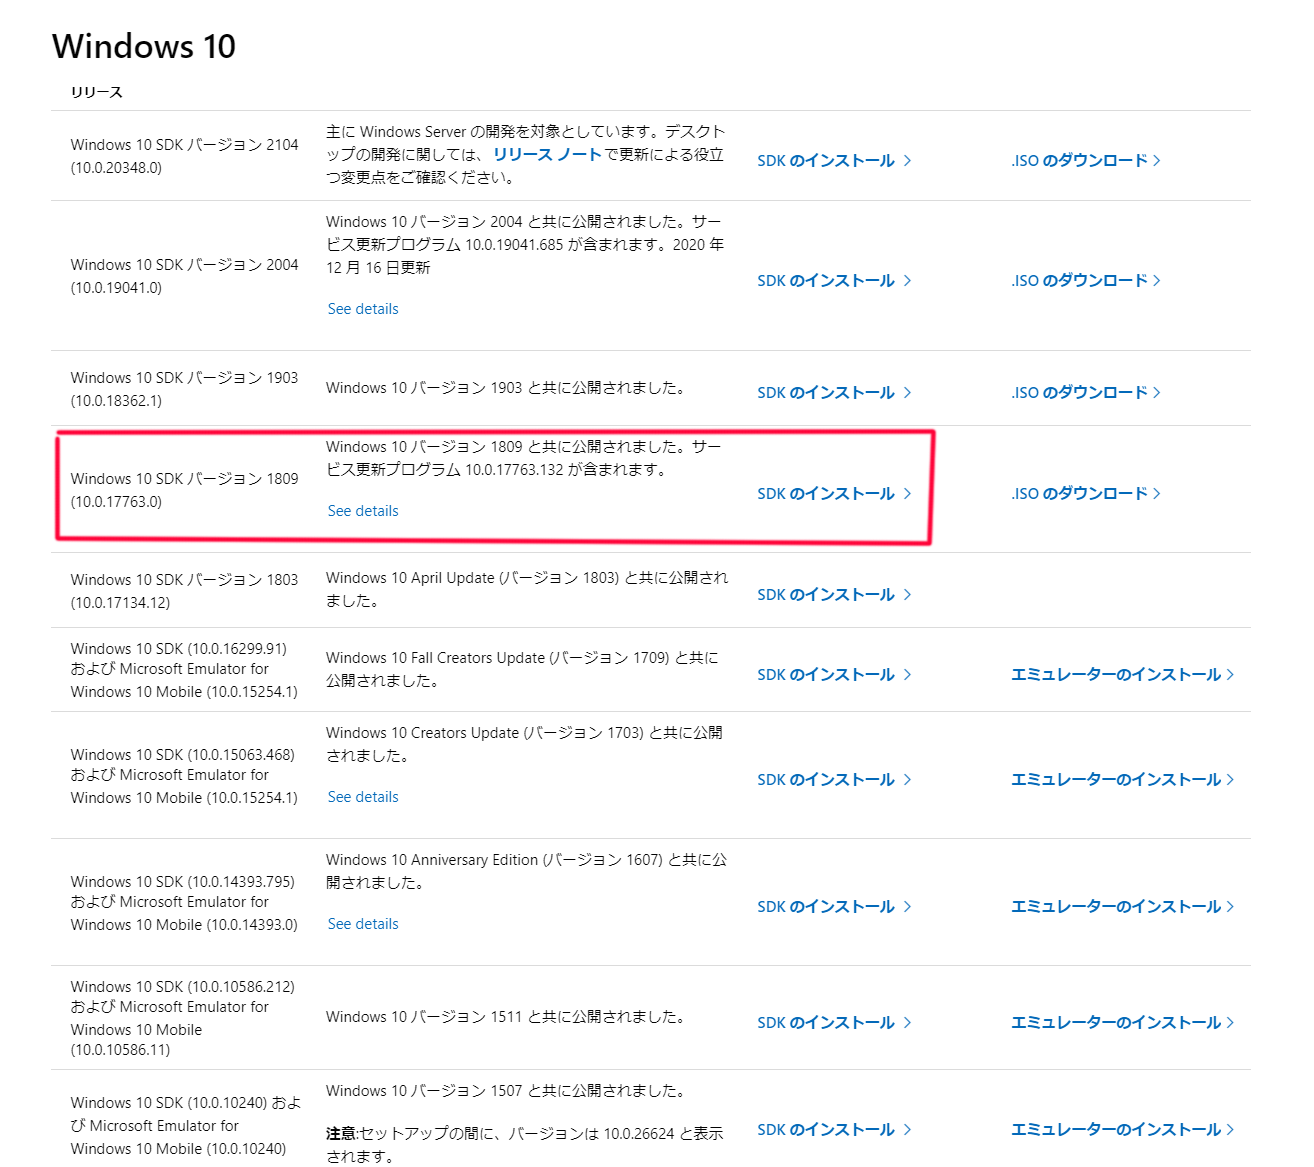 Windows 10
リリース
Windows 10 SDK バージョン 2104
(10.0.20348.0)
主に Windows Server の開発を対象としています。デスクト
ップの開発に関しては、リリース ノートで更新による役立
つ変更点をご確認ください。
SDK のインストール
.ISO のダウンロード
Windows 10 SDK バージョン 2004
(10.0.19041.0)
Windows 10 バージョン 2004 と共に公開されました。サー
ビス更新プログラム 10.0.19041.685 が含まれます。2020 年
12 月 16 日更新
See details
SDK のインストール
.ISO のダウンロード
Windows 10 SDK バージョン 1903
(10.0.18362.1)
Windows 10 バージョン 1903 と共に公開されました。
SDK のインストール
.ISO のダウンロード
Windows 10 SDK バージョン 1809
(10.0.17763.0)
Windows 10 バージョン 1809 と共に公開されました。サー
ビス更新プログラム 10.0.17763.132 が含まれます。
See details
SDK のインストール
.ISO のダウンロード
Windows 10 SDK バージョン 1803
(10.0.17134.12)
Windows 10 April Update (バージョン 1803) と共に公開され
ました。
SDK のインストール
Windows 10 SDK (10.0.16299.91)
および Microsoft Emulator for
Windows 10 Mobile (10.0.15254.1)
Windows 10 Fall Creators Update (バージョン 1709) と共に
公開されました。
SDK のインストール
エミュレーターのインストール
Windows 10 SDK (10.0.15063.468)
および Microsoft Emulator for
Windows 10 Mobile (10.0.15254.1)
Windows 10 Creators Update (バージョン 1703) と共に公開
されました。
See details
SDK のインストール
エミュレーターのインストール
Windows 10 SDK (10.0.14393.795)
および Microsoft Emulator for
Windows 10 Mobile (10.0.14393.0)
Windows 10 Anniversary Edition (バージョン 1607) と共に公
開されました。
See details
SDK のインストール
エミュレーターのインストール
Windows 10 SDK (10.0.10586.212)
および Microsoft Emulator for
Windows 10 Mobile
(10.0.10586.11)
Windows 10 バージョン 1511 と共に公開されました。
SDK のインストール
エミュレーターのインストール
Windows 10 SDK (10.0.10240) およ
び Microsoft Emulator for
Windows 10 Mobile (10.0.10240)
Windows 10 バージョン 1507 と共に公開されました。
注意:セットアップの間に、バージョンは 10.0.26624 と表示
されます。
SDK のインストール
エミュレーターのインストール